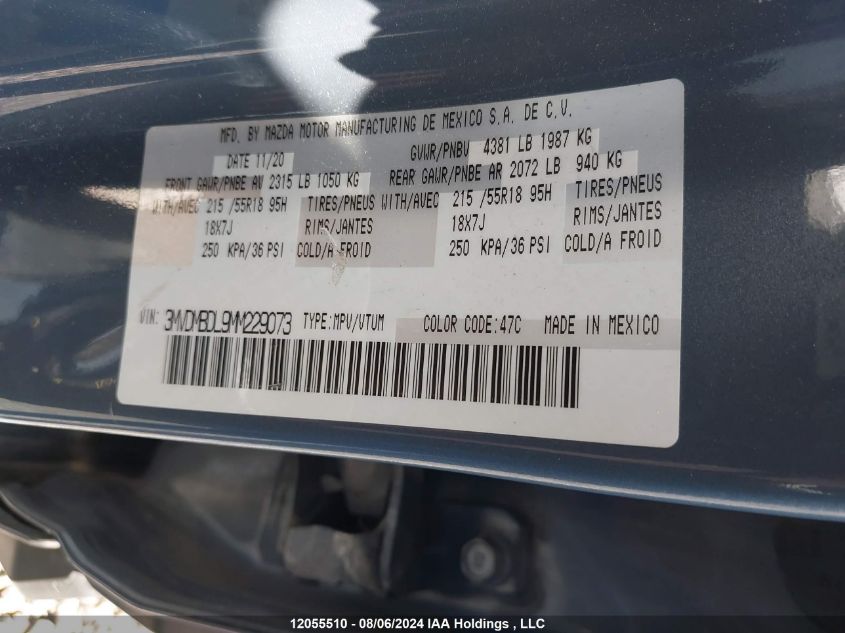 MFD. BY MAZDA MOTOR MANUFACTURING DE MEXICO S.A. DE C.V.
DATE 11/20 GVWR/PNBV 4381 LB 1987 KG
FRONT GAWR/PNBE AV 2315 LB 1050 KG REAR GAWR/PNBE AR 2072 LB 940 KG
WITH/AVEC 215 /55R18 95H TIRES/PNEUS WITH/AVEC 215 /55R18 95H TIRES/PNEUS
18X7J RIMS/JANTES 18X7J RIMS/JANTES
250 KPA/36 PSI COLD/A FROID 250 KPA/36 PSI COLD/A FROID
VIN: 3MVDMBDL9MM229073 TYPE:MPV/VTUM COLOR CODE:47C MADE IN MEXICO
12055510 - 08/06/2024 IAA Holdings , LLC